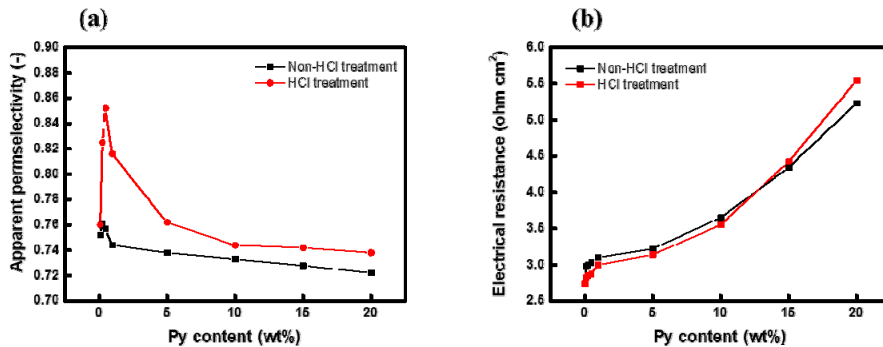 (a)
Apparent permselectivity (-)
0.90
0.88
0.86
0.84
0.82
0.80
0.78
0.76
0.74
0.72
0.70
Non-HCl treatment
HCl treatment
0 5 10 15 20
Py content (wt%)
(b)
Electrical resistance (ohm cm²)
6.0
5.5
5.0
4.5
4.0
3.5
3.0
2.5
Non-HCl treatment
HCl treatment
0 5 10 15 20
Py content (wt%)